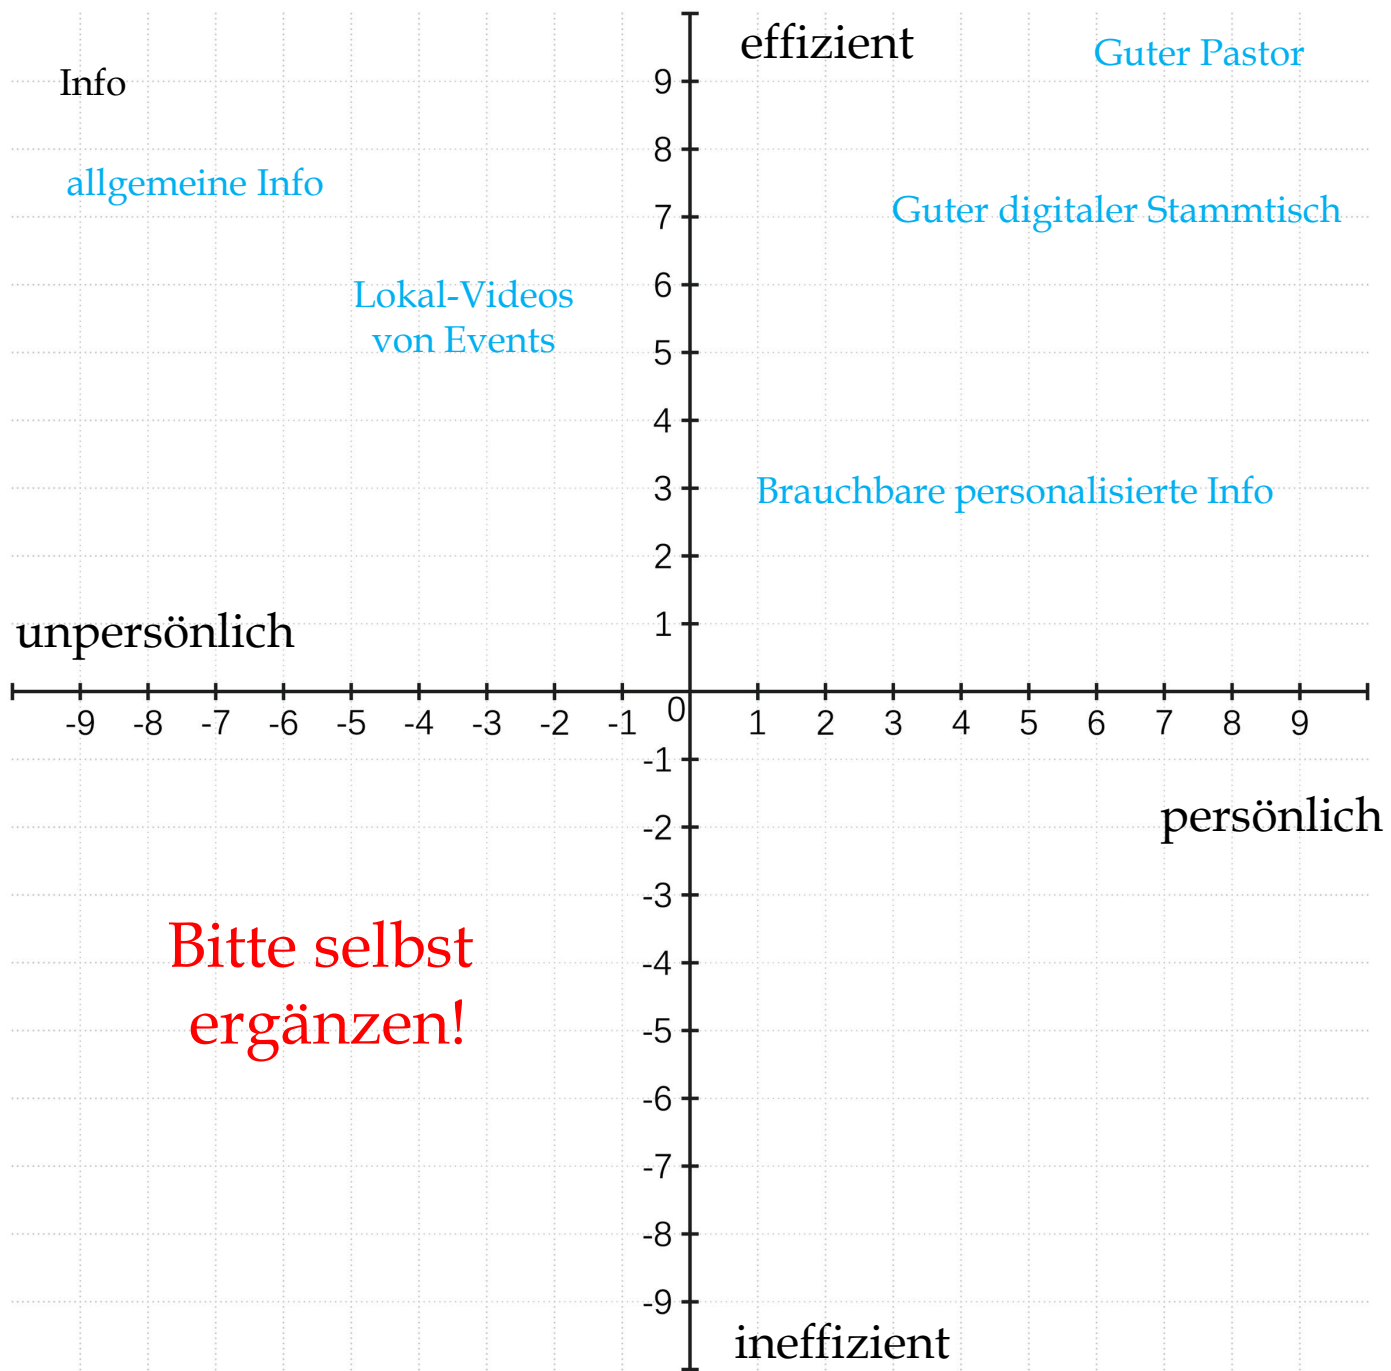 effizient
Guter Pastor
Info
9
8
allgemeine Info
7
Guter digitaler Stammtisch
6
Lokal-Videos
von Events
5
4
3
Brauchbare personalisierte Info
2
1
unpersönlich
-9 -8 -7 -6 -5 -4 -3 -2 -1 0 1 2 3 4 5 6 7 8 9
-1
-2
persönlich
-3
Bitte selbst
-4
ergänzen!
-5
-6
-7
-8
-9
ineffizient